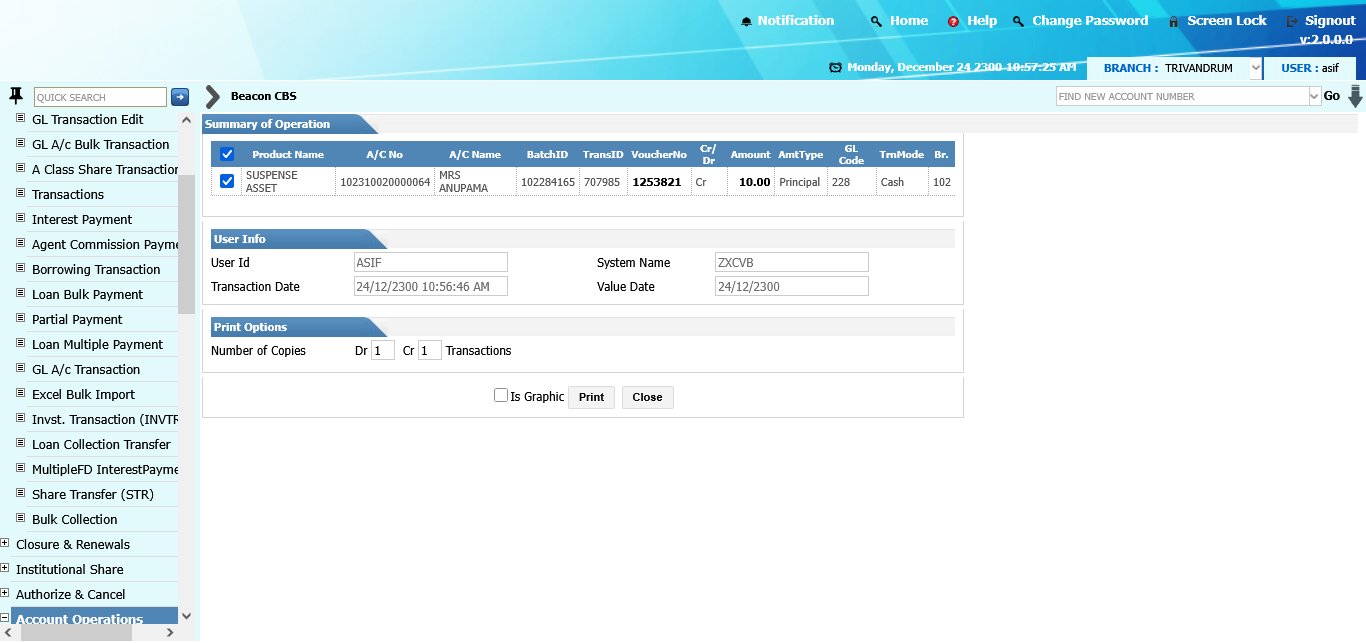 Notification Home Help Change Password Screen Lock Signout
v:2.0.0.0
Monday, December 24 2300 10:57:25 AM BRANCH : TRIVANDRUM USER : asif
QUICK SEARCH
Beacon CBS
FIND NEW ACCOUNT NUMBER Go
GL Transaction Edit
GL A/c Bulk Transaction
A Class Share Transaction
Transactions
Interest Payment
Agent Commission Payme
Borrowing Transaction
Loan Bulk Payment
Partial Payment
Loan Multiple Payment
GL A/c Transaction
Excel Bulk Import
Invst. Transaction (INVTR
Loan Collection Transfer
MultipleFD InterestPayme
Share Transfer (STR)
Bulk Collection
Closure & Renewals
Institutional Share
Authorize & Cancel
Account Operations
Summary of Operation
Product Name A/C No A/C Name BatchID TransID VoucherNo Cr/ Dr Amount AmtType GL Code TrnMode Br.
SUSPENSE ASSET 102310020000064 MRS ANUPAMA 102284165 707985 1253821 Cr 10.00 Principal 228 Cash 102
User Info
User Id ASIF System Name ZXCVB
Transaction Date 24/12/2300 10:56:46 AM Value Date 24/12/2300
Print Options
Number of Copies Dr 1 Cr 1 Transactions
Is Graphic Print Close